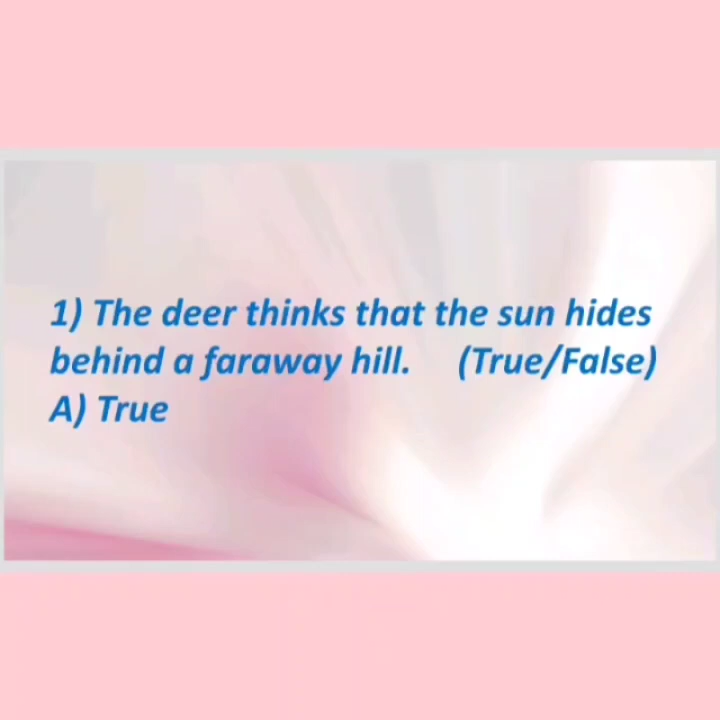 1) The deer thinks that the sun hides
behind a faraway hill. (True/False)
A) True